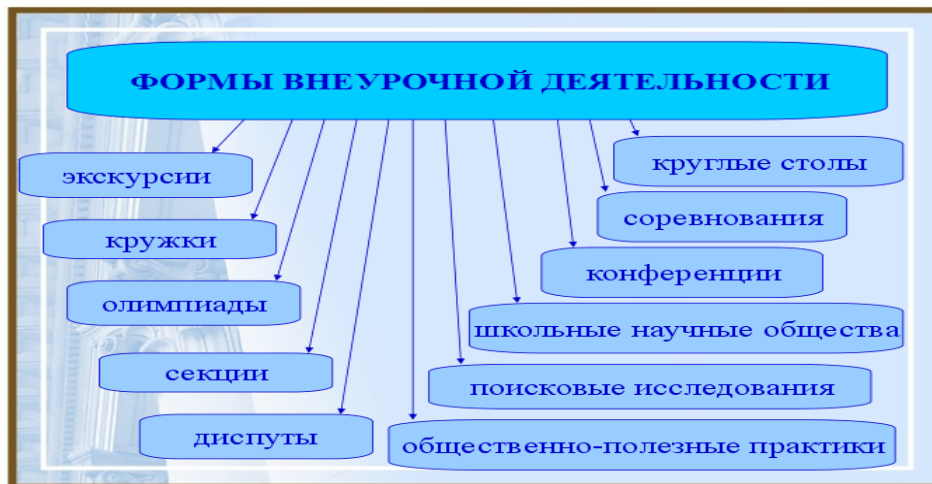 ФОРМЫ ВНЕУРОЧНОЙ ДЕЯТЕЛЬНОСТИ
экскурсии
кружки
олимпиады
секции
диспуты
круглые столы
соревнования
конференции
школьные научные общества
поисковые исследования
общественно-полезные практики